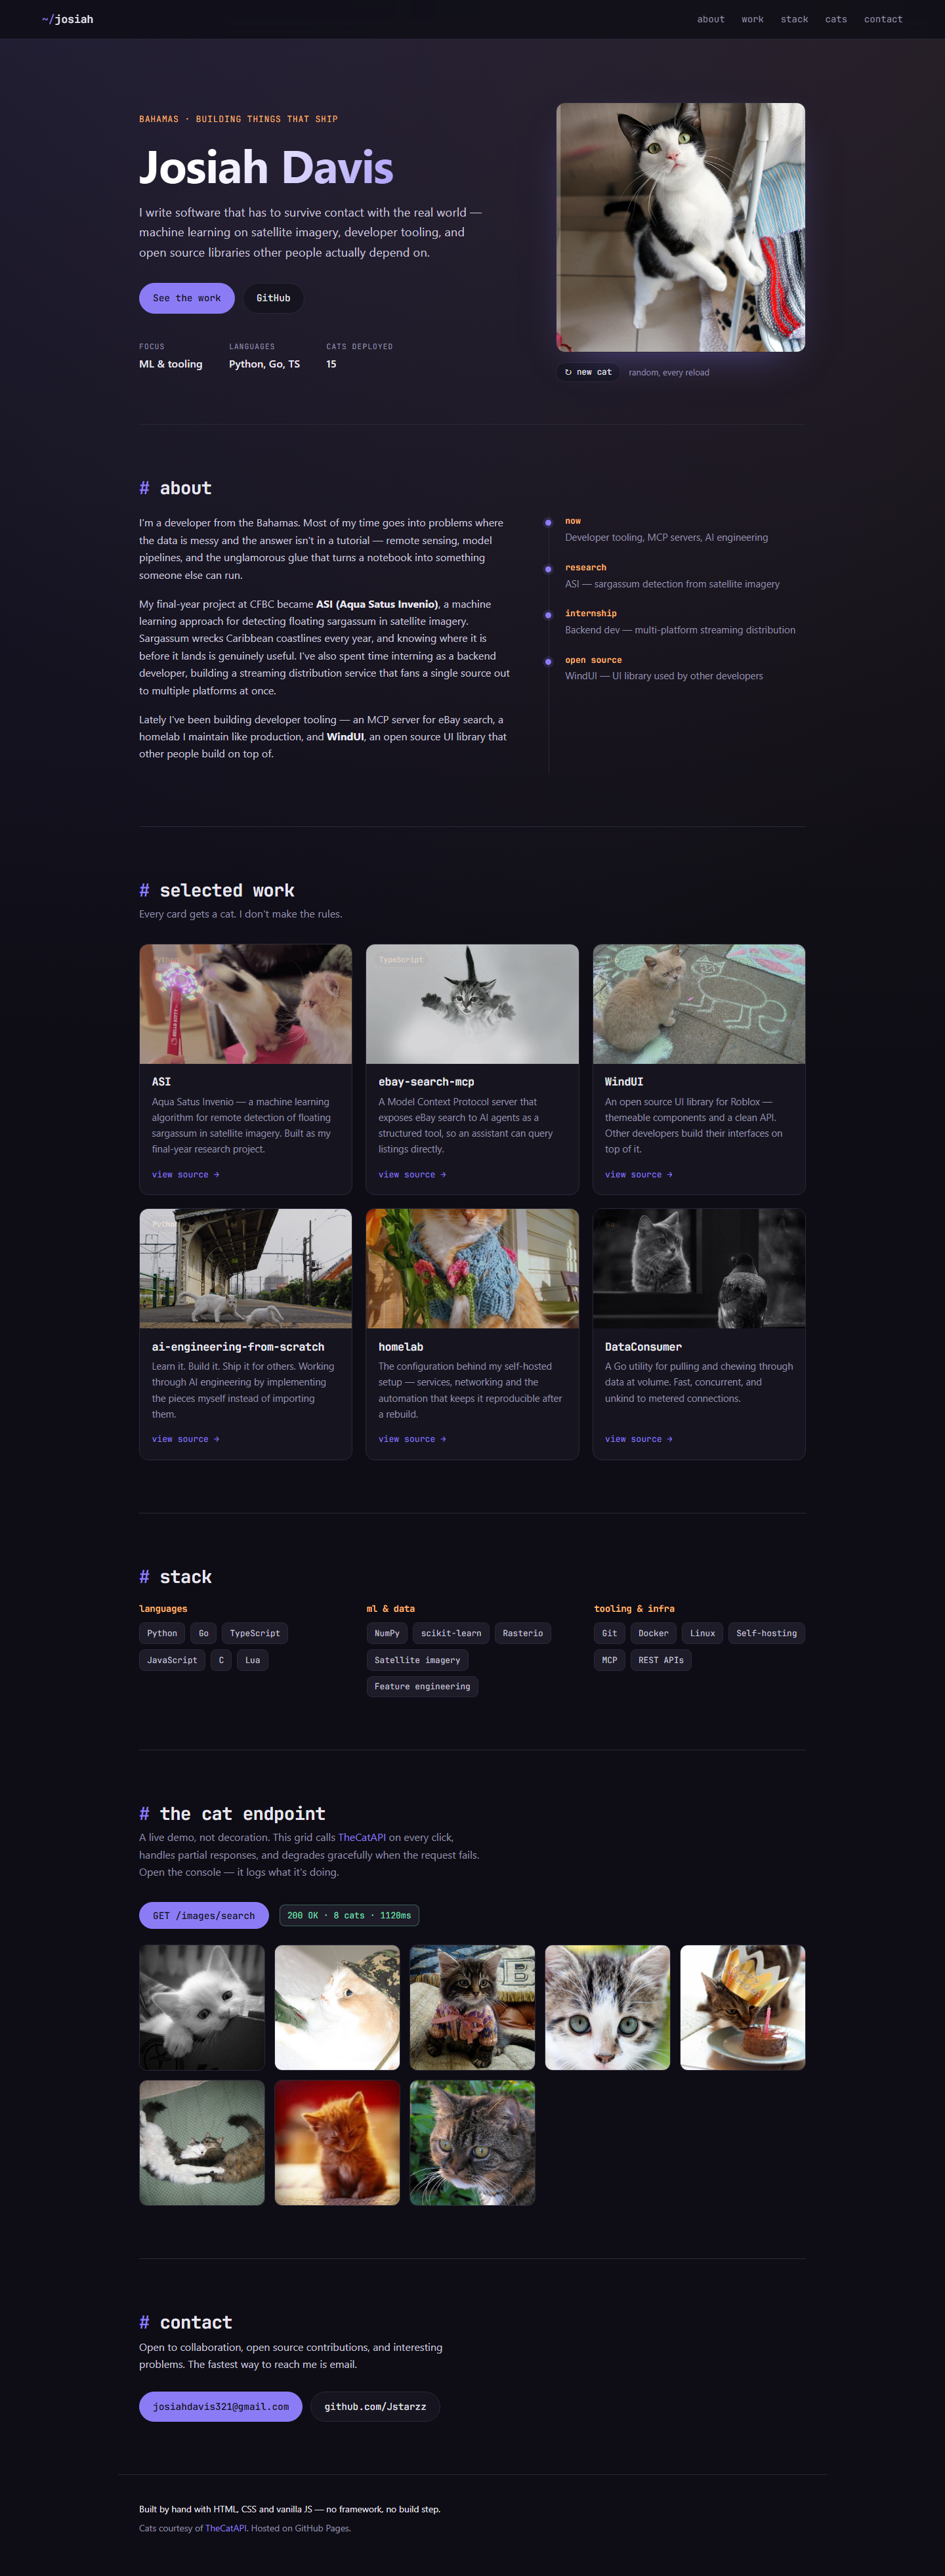 ~/josiah
about work stack cats contact
BAHAMAS · BUILDING THINGS THAT SHIP
Josiah Davis
I write software that has to survive contact with the real world —
machine learning on satellite imagery, developer tooling, and
open source libraries other people actually depend on.
See the work
GitHub
FOCUS
ML & tooling
LANGUAGES
Python, Go, TS
CATS DEPLOYED
15
↻ new cat
random, every reload
# about
I'm a developer from the Bahamas. Most of my time goes into problems where
the data is messy and the answer isn't in a tutorial — remote sensing, model
pipelines, and the unglamorous glue that turns a notebook into something
someone else can run.
My final-year project at CFBC became ASI (Aqua Satus Invenio), a machine
learning approach for detecting floating sargassum in satellite imagery.
Sargassum wrecks Caribbean coastlines every year, and knowing where it is
before it lands is genuinely useful. I've also spent time interning as a backend
developer, building a streaming distribution service that fans a single source out
to multiple platforms at once.
Lately I've been building developer tooling — an MCP server for eBay search, a
homelab I maintain like production, and WindUI, an open source UI library that
other people build on top of.
now
Developer tooling, MCP servers, AI engineering
research
ASI — sargassum detection from satellite imagery
internship
Backend dev — multi-platform streaming distribution
open source
WindUI — UI library used by other developers
# selected work
Every card gets a cat. I don't make the rules.
Python
HELLO KITTY
ASI
Aqua Satus Invenio — a machine learning
algorithm for remote detection of floating
sargassum in satellite imagery. Built as my
final-year research project.
view source →
TypeScript
ebay-search-mcp
A Model Context Protocol server that
exposes eBay search to AI agents as a
structured tool, so an assistant can query
listings directly.
view source →
WindUI
An open source UI library for Roblox —
themeable components and a clean API.
Other developers build their interfaces on
top of it.
view source →
Python
ai-engineering-from-scratch
Learn it. Build it. Ship it for others. Working
through AI engineering by implementing
the pieces myself instead of importing
them.
view source →
homelab
The configuration behind my self-hosted
setup — services, networking and the
automation that keeps it reproducible after
a rebuild.
view source →
DataConsumer
A Go utility for pulling and chewing through
data at volume. Fast, concurrent, and
unkind to metered connections.
view source →
# stack
languages
Python Go TypeScript
JavaScript C Lua
ml & data
NumPy scikit-learn Rasterio
Satellite imagery
Feature engineering
tooling & infra
Git Docker Linux Self-hosting
MCP REST APIs
# the cat endpoint
A live demo, not decoration. This grid calls TheCatAPI on every click,
handles partial responses, and degrades gracefully when the request fails.
Open the console — it logs what it's doing.
GET /images/search
200 OK · 8 cats · 1120ms
B
# contact
Open to collaboration, open source contributions, and interesting
problems. The fastest way to reach me is email.
josiahdavis321@gmail.com
github.com/Jstarzz
Built by hand with HTML, CSS and vanilla JS — no framework, no build step.
Cats courtesy of TheCatAPI. Hosted on GitHub Pages.